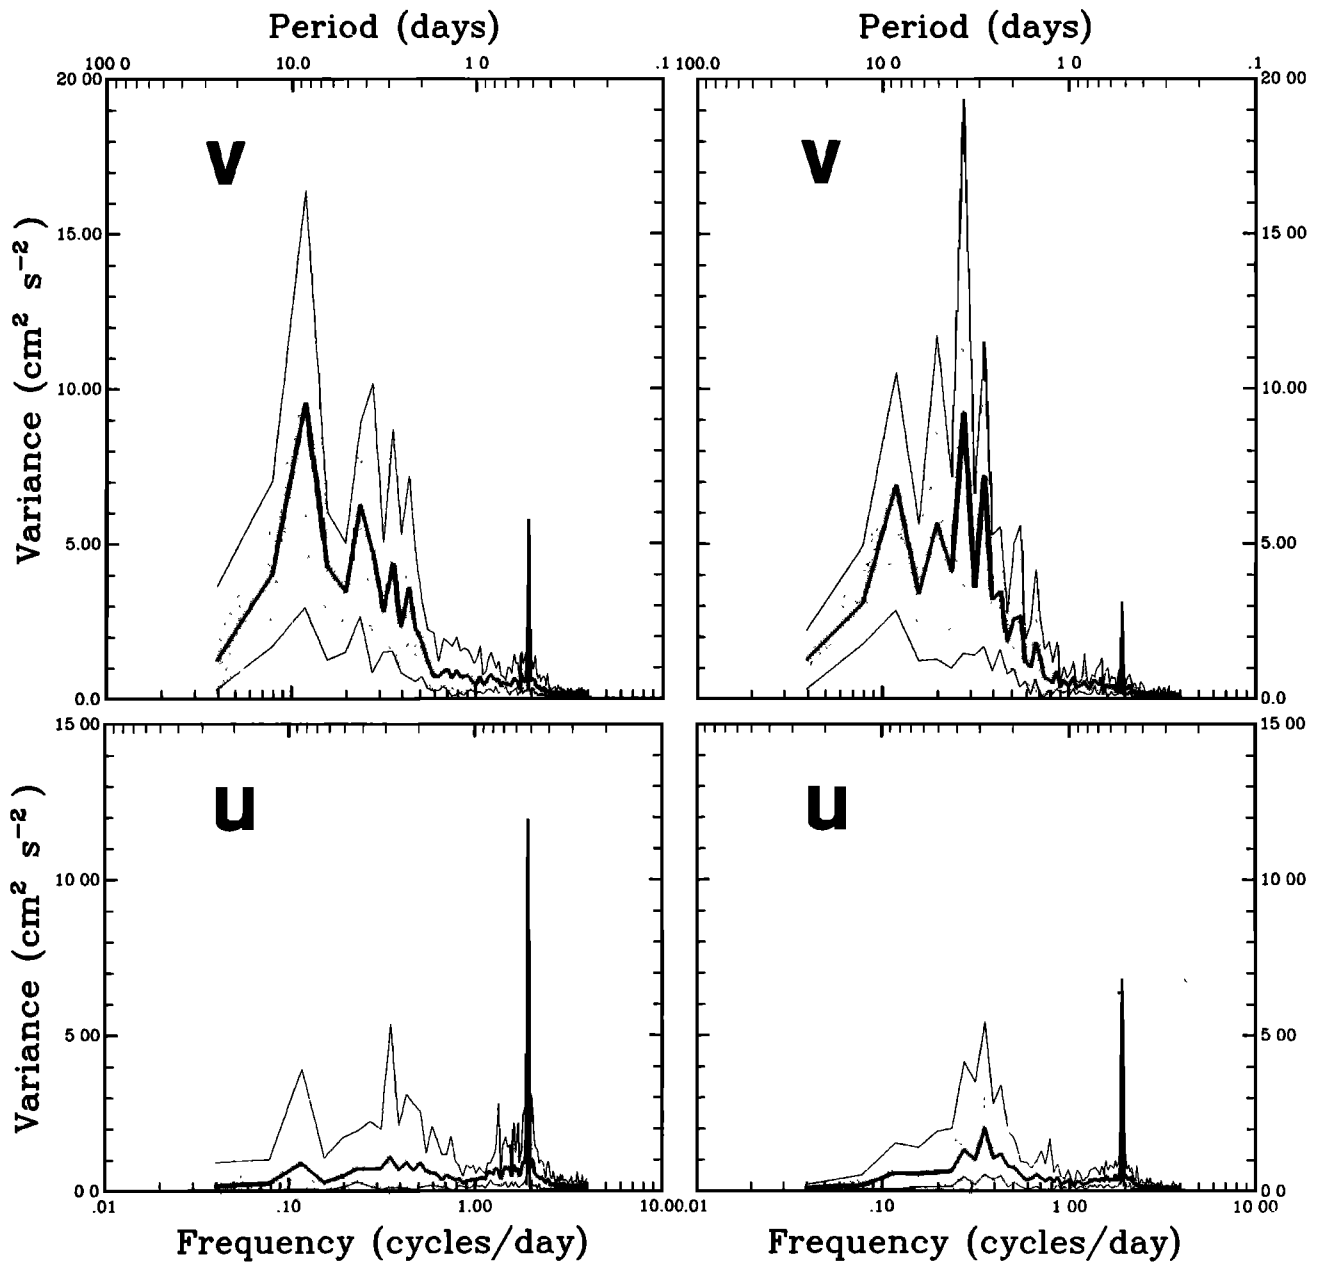 Period (days) Period (days)
100.0 10.0 1 0 .1 100.0 10 0 1 0 .1
20 00 20 00
v v
15.00 15 00
10.00 10 00
5.00 5 00
0.0 0.0
Variance (cm² s⁻²)
15 00 15 00
u u
10 00 10 00
5 00 5 00
0 0 0 0
Variance (cm² s⁻²)
.01 .10 1.00 10.00 .01 .10 1 00 10 00
Frequency (cycles/day) Frequency (cycles/day)